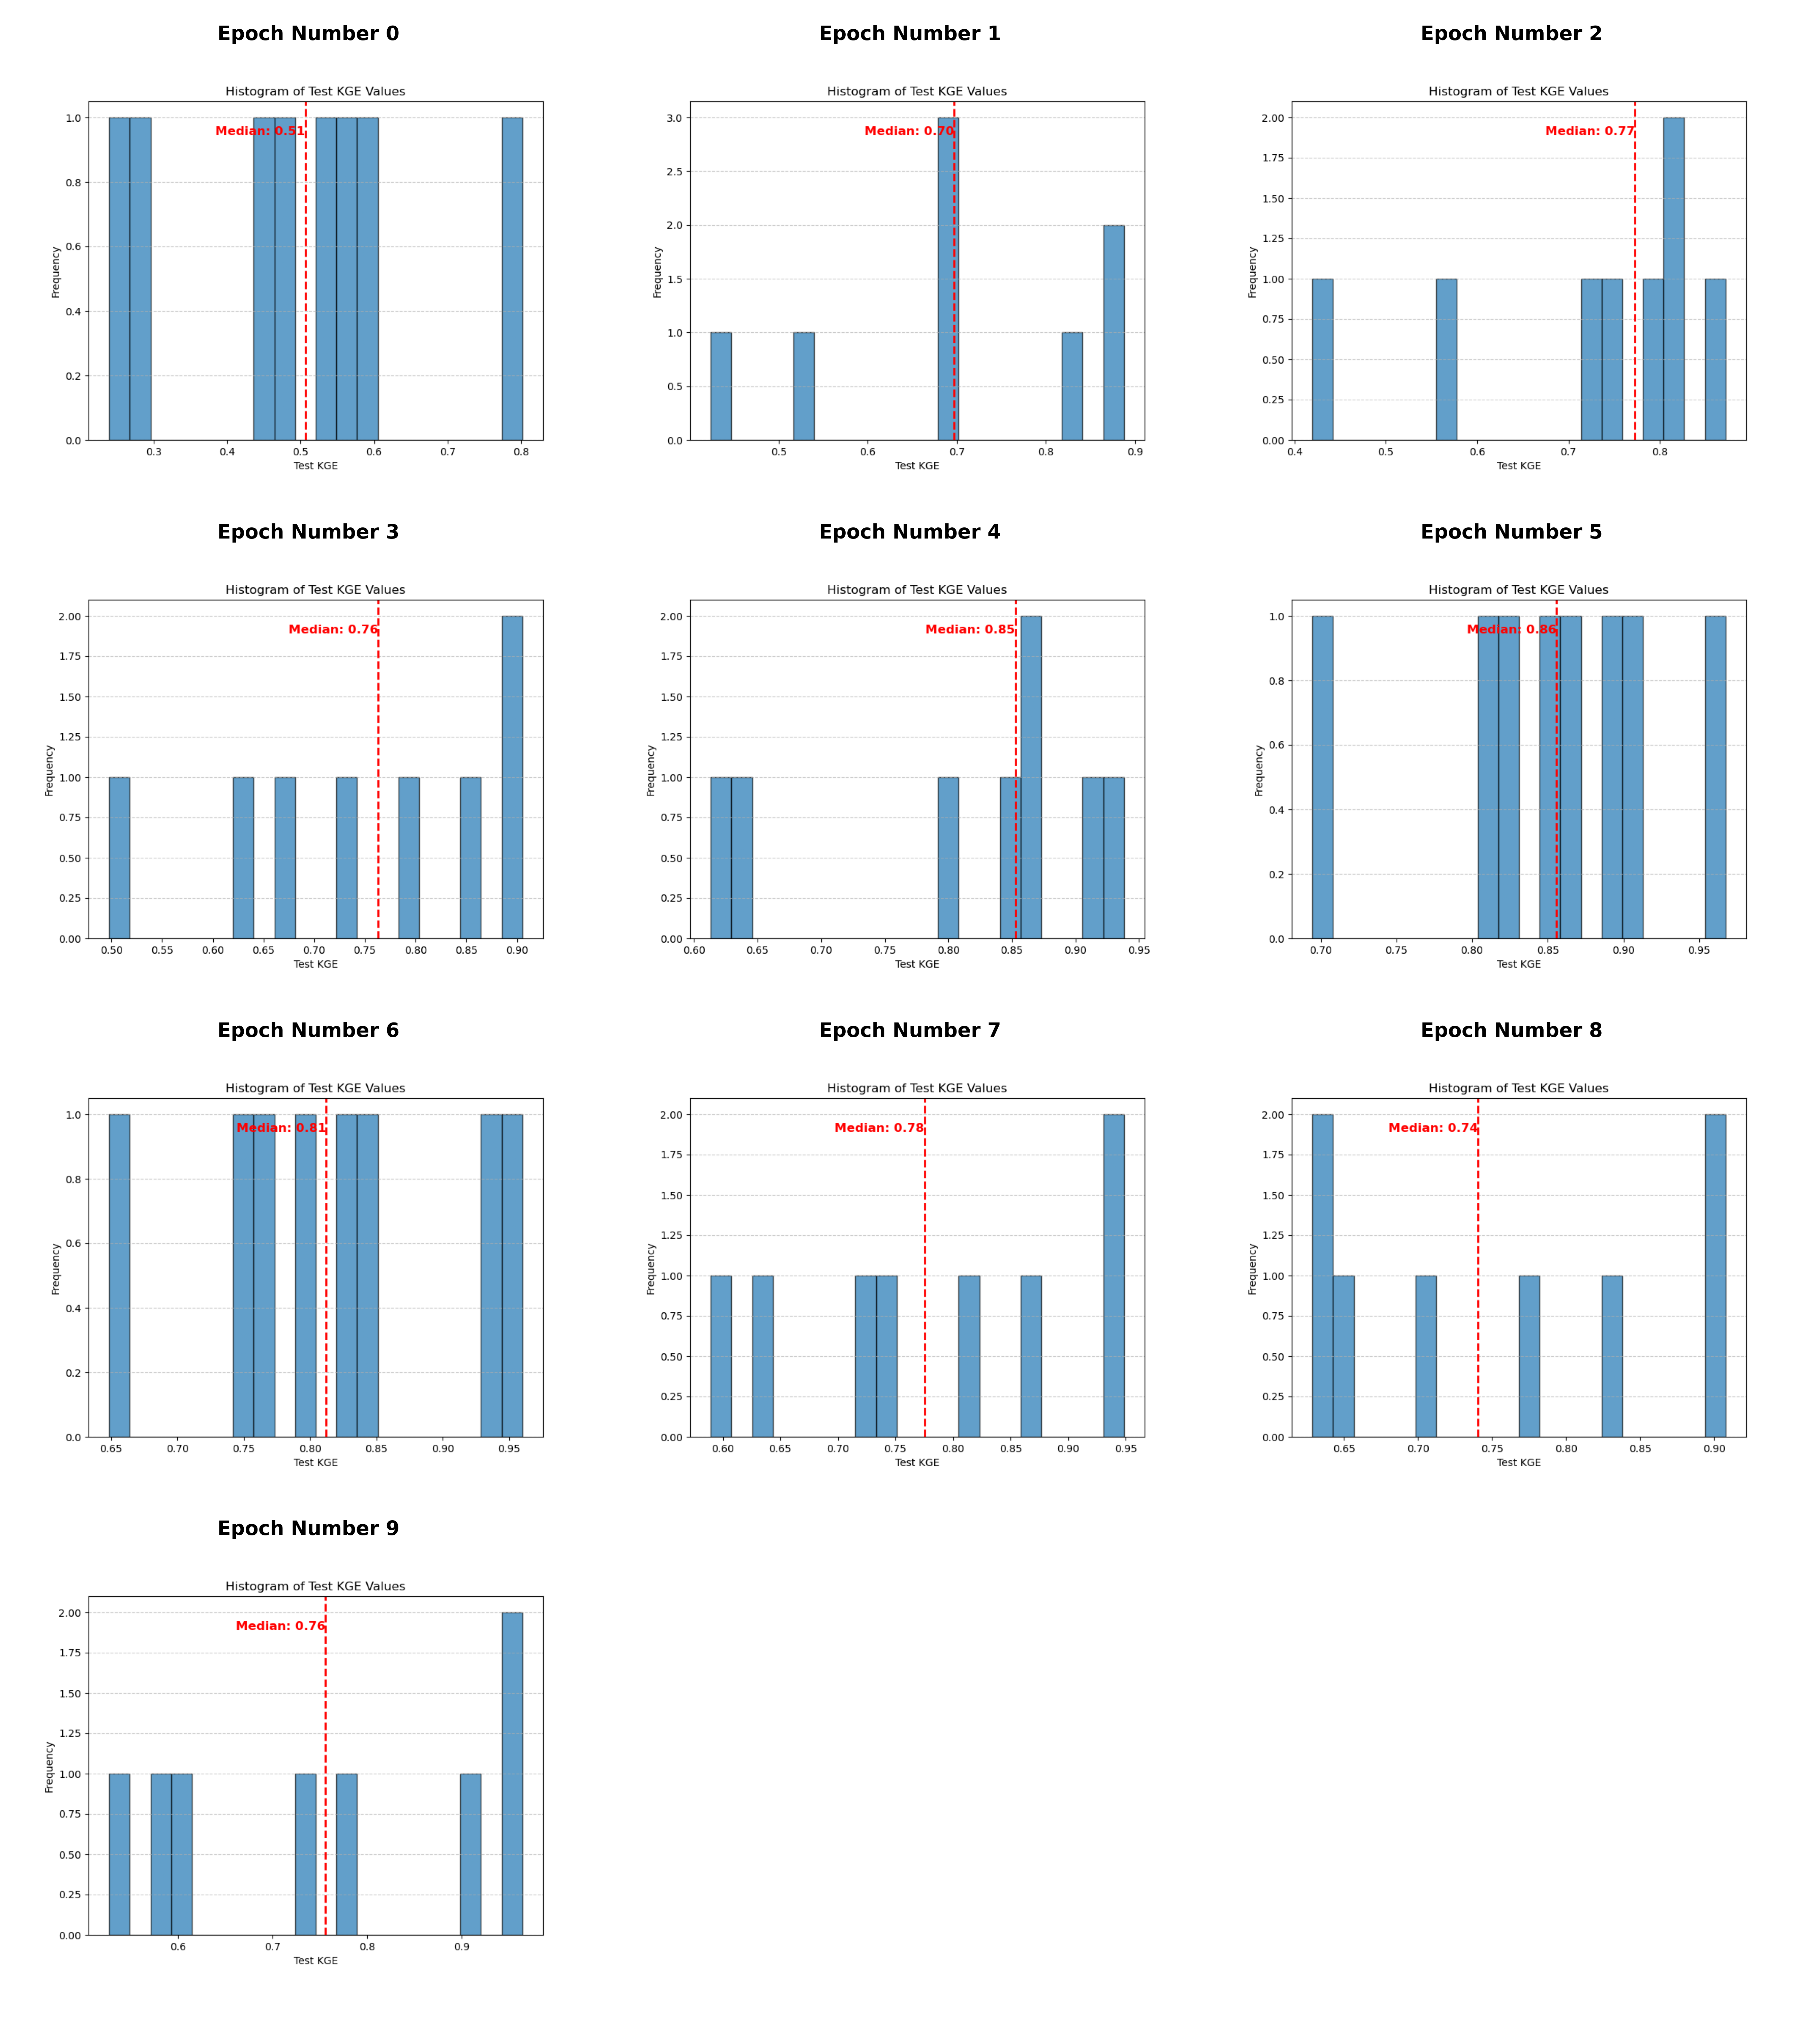 Epoch Number 0
Histogram of Test KGE Values
Median: 0.51
1.0
0.8
0.6
0.4
0.2
0.0
Frequency
0.3 0.4 0.5 0.6 0.7 0.8
Test KGE
Epoch Number 1
Histogram of Test KGE Values
Median: 0.70
3.0
2.5
2.0
1.5
1.0
0.5
0.0
Frequency
0.5 0.6 0.7 0.8 0.9
Test KGE
Epoch Number 2
Histogram of Test KGE Values
Median: 0.77
2.00
1.75
1.50
1.25
1.00
0.75
0.50
0.25
0.00
Frequency
0.4 0.5 0.6 0.7 0.8
Test KGE
Epoch Number 3
Histogram of Test KGE Values
Median: 0.76
2.00
1.75
1.50
1.25
1.00
0.75
0.50
0.25
0.00
Frequency
0.50 0.55 0.60 0.65 0.70 0.75 0.80 0.85 0.90
Test KGE
Epoch Number 4
Histogram of Test KGE Values
Median: 0.85
2.00
1.75
1.50
1.25
1.00
0.75
0.50
0.25
0.00
Frequency
0.60 0.65 0.70 0.75 0.80 0.85 0.90 0.95
Test KGE
Epoch Number 5
Histogram of Test KGE Values
Median: 0.86
1.0
0.8
0.6
0.4
0.2
0.0
Frequency
0.70 0.75 0.80 0.85 0.90 0.95
Test KGE
Epoch Number 6
Histogram of Test KGE Values
Median: 0.81
1.0
0.8
0.6
0.4
0.2
0.0
Frequency
0.65 0.70 0.75 0.80 0.85 0.90 0.95
Test KGE
Epoch Number 7
Histogram of Test KGE Values
Median: 0.78
2.00
1.75
1.50
1.25
1.00
0.75
0.50
0.25
0.00
Frequency
0.60 0.65 0.70 0.75 0.80 0.85 0.90 0.95
Test KGE
Epoch Number 8
Histogram of Test KGE Values
Median: 0.74
2.00
1.75
1.50
1.25
1.00
0.75
0.50
0.25
0.00
Frequency
0.65 0.70 0.75 0.80 0.85 0.90
Test KGE
Epoch Number 9
Histogram of Test KGE Values
Median: 0.76
2.00
1.75
1.50
1.25
1.00
0.75
0.50
0.25
0.00
Frequency
0.6 0.7 0.8 0.9
Test KGE